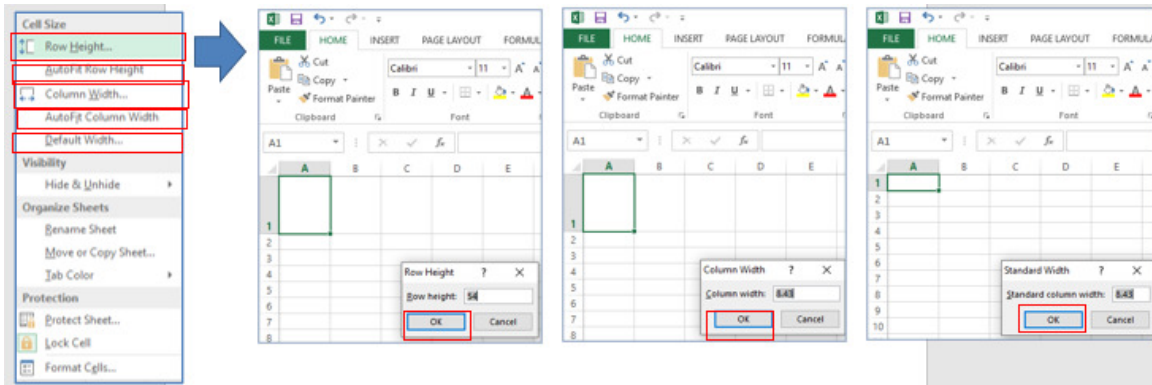 Cell Size
Row Height...
AutoFit Row Height
Column Width...
AutoFit Column Width
Default Width...
Visibility
Hide & Unhide
Organize Sheets
Rename Sheet
Move or Copy Sheet...
Tab Color
Protection
Protect Sheet...
Lock Cell
Format Cells...
FILE HOME INSERT PAGE LAYOUT FORMUL
Cut
Copy
Paste
Format Painter
Calibri 11 A A
B I U A
Clipboard Font
A1 fx
A B C D E
1
2
3
4
5
6
7
8
Row Height ? X
Row height: 54
OK Cancel
FILE HOME INSERT PAGE LAYOUT FORMUL
Cut
Copy
Paste
Format Painter
Calibri 11 A A
B I U A
Clipboard Font
A1 fx
A B C D E
1
2
3
4
5
6
7
8
Column Width ? X
Column width: 8.43
OK Cancel
FILE HOME INSERT PAGE LAYOUT FORMULA
Cut
Copy
Paste
Format Painter
Calibri 11 A A
B I U A
Clipboard Font
A1 fx
A B C D E
1
2
3
4
5
6
7
8
9
10
Standard Width ? X
Standard column width: 8.43
OK Cancel